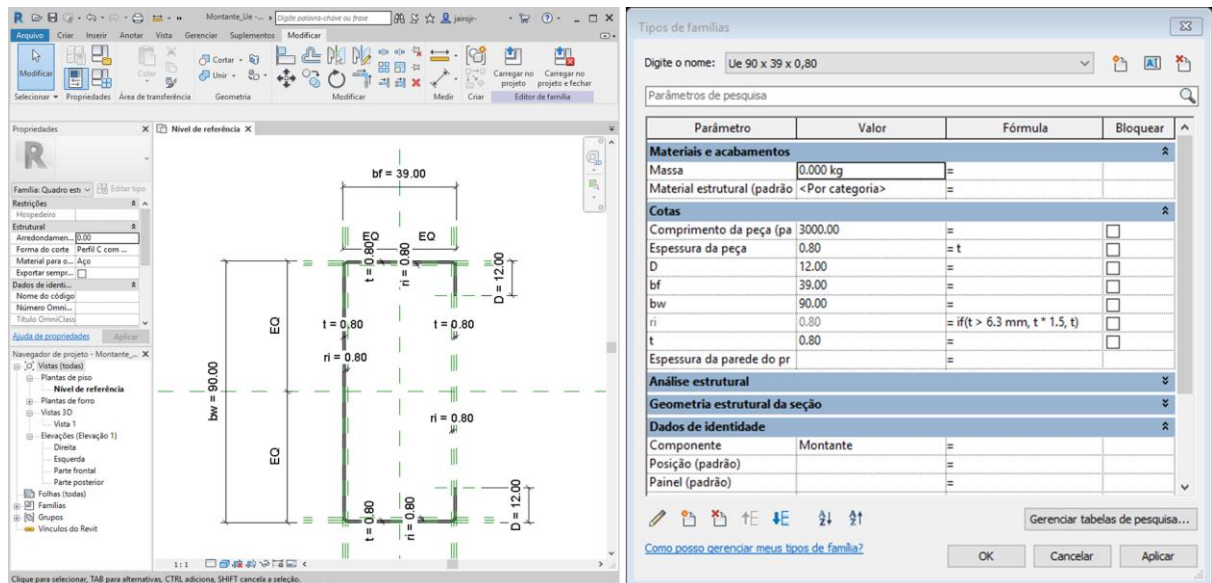 Montante_Ue -...
Digite palavra-chave ou frase
jairojr-
Arquivo Criar Inserir Anotar Vista Gerenciar Suplementos Modificar
Modificar
Colar
Cortar
Unir
Carregar no projeto
Carregar no projeto e fechar
Selecionar Propriedades Área de transferência Geometria Modificar Medir Criar Editor de família
Propriedades
Família: Quadro estr
Editar tipo
Restrições
Hospedeiro
Estrutural
Arredondamen... 0.00
Forma do corte Perfil C com ...
Material para o... Aço
Exportar sempr...
Dados de identi...
Nome do código
Número Omni...
Título OmniClass
Ajuda de propriedades
Aplicar
Navegador de projeto - Montante_...
Vistas (todas)
Plantas de piso
Nível de referência
Plantas de forro
Vistas 3D
Vista 1
Elevações (Elevação 1)
Direita
Esquerda
Parte frontal
Parte posterior
Folhas (todas)
Famílias
Grupos
Vínculos do Revit
Nível de referência
bf = 39.00
EQ EQ
t = 0.80
ri = 0.80
D = 12.00
EQ
t = 0.80
t = 0.80
ri = 0.80
bw = 90.00
ri = 0.80
EQ
t = 0.80
ri = 0.80
D = 12.00
1:1
Clique para selecionar, TAB para alternativas, CTRL adiciona, SHIFT cancela a seleção.
Tipos de famílias
Digite o nome: Ue 90 x 39 x 0,80
Parâmetros de pesquisa
Parâmetro Valor Fórmula Bloquear
Materiais e acabamentos
Massa 0.000 kg =
Material estrutural (padrão <Por categoria> =
Cotas
Comprimento da peça (pa 3000.00 =
Espessura da peça 0.80 = t
D 12.00 =
bf 39.00 =
bw 90.00 =
ri 0.80 = if(t > 6.3 mm, t * 1.5, t)
t 0.80 =
Espessura da parede do pr =
Análise estrutural
Geometria estrutural da seção
Dados de identidade
Componente Montante =
Posição (padrão) =
Painel (padrão) =
Gerenciar tabelas de pesquisa...
Como posso gerenciar meus tipos de família?
OK Cancelar Aplicar